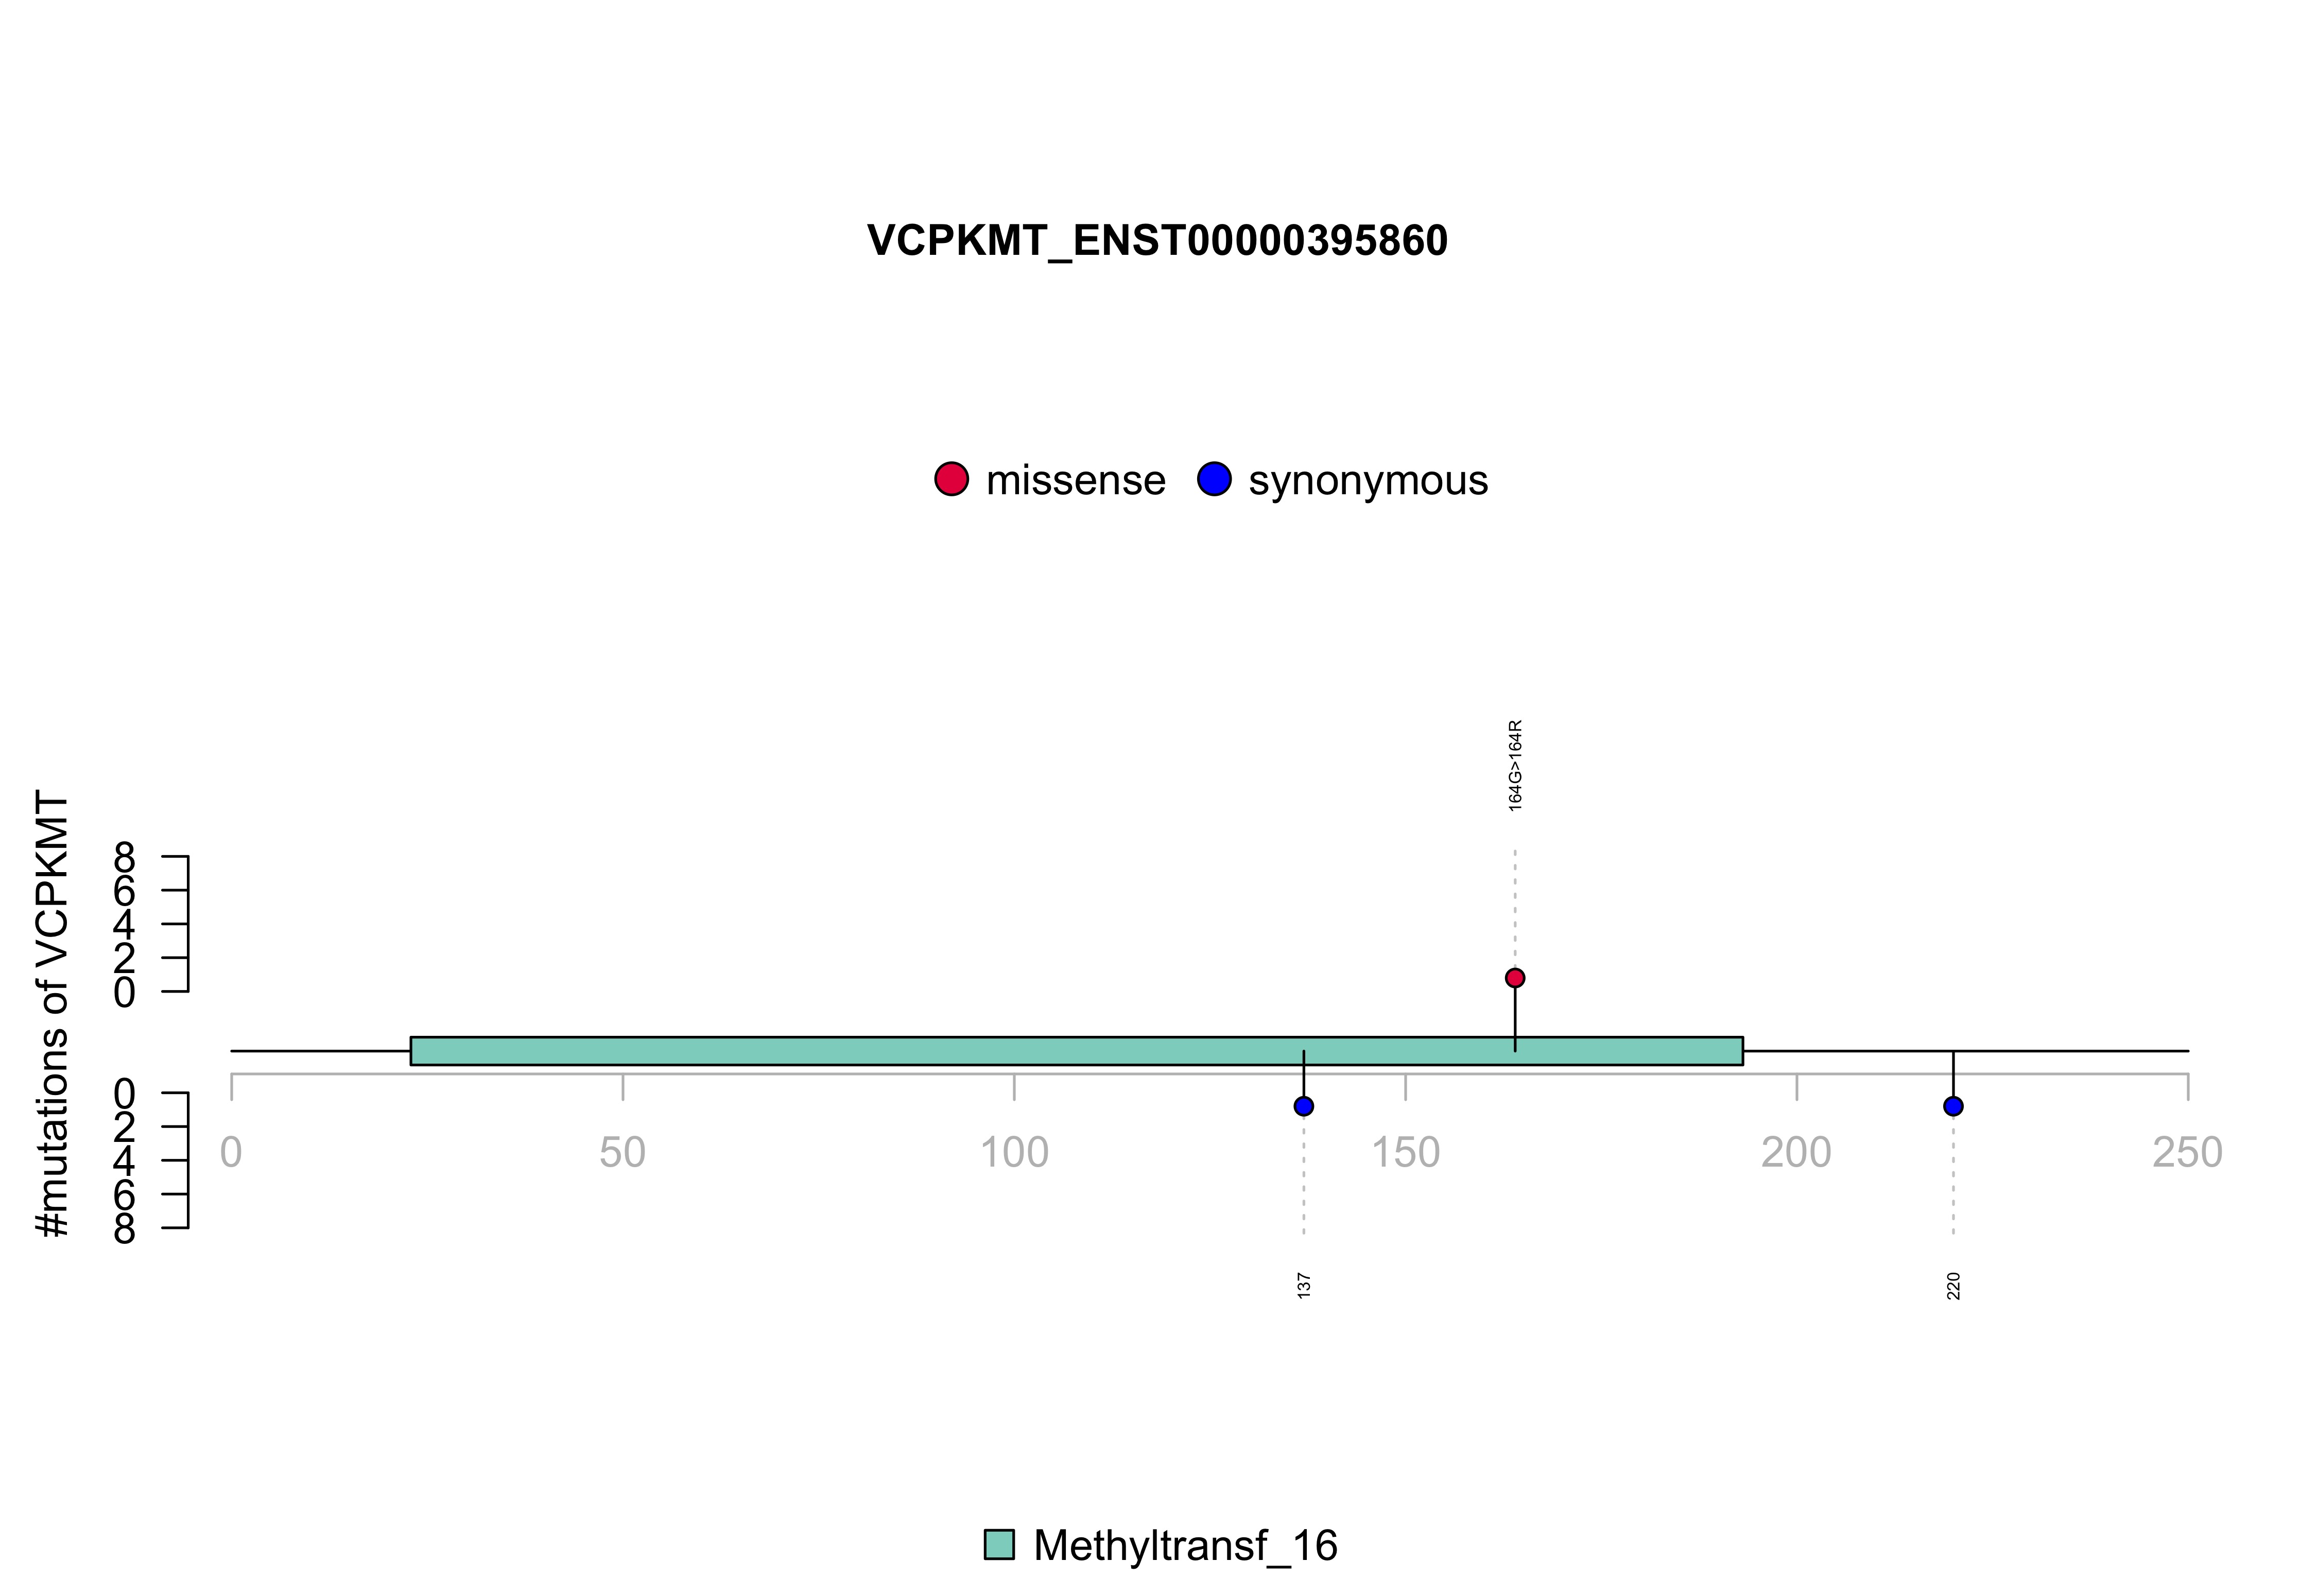 VCPKMT_ENST00000395860
missense synonymous
164G>164R
#mutations of VCPKMT
8
6
4
2
0
0
2
4
6
8
0 50 100 150 200 250
137 220
Methyltransf_16